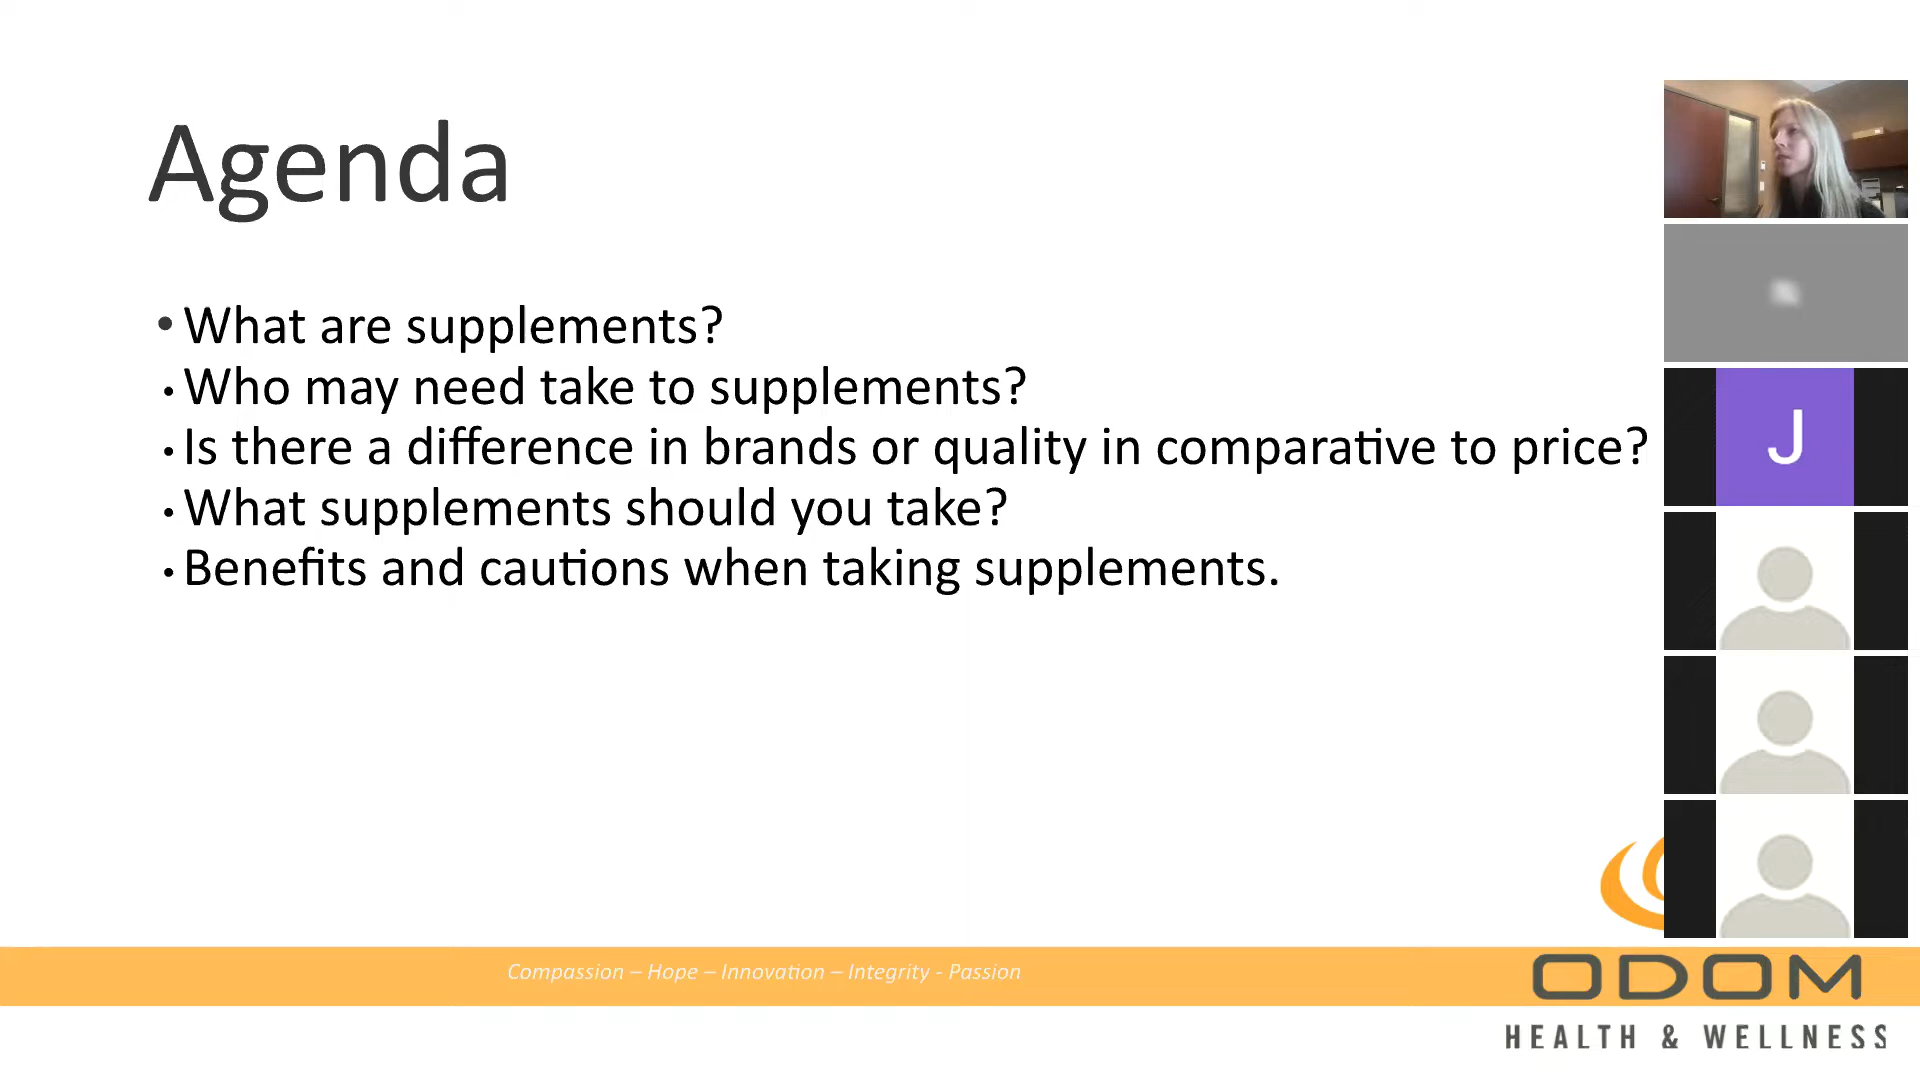 Agenda
• What are supplements?
• Who may need take to supplements?
• Is there a difference in brands or quality in comparative to price?
• What supplements should you take?
• Benefits and cautions when taking supplements.
J
Compassion – Hope – Innovation – Integrity - Passion
ODOM
HEALTH & WELLNESS